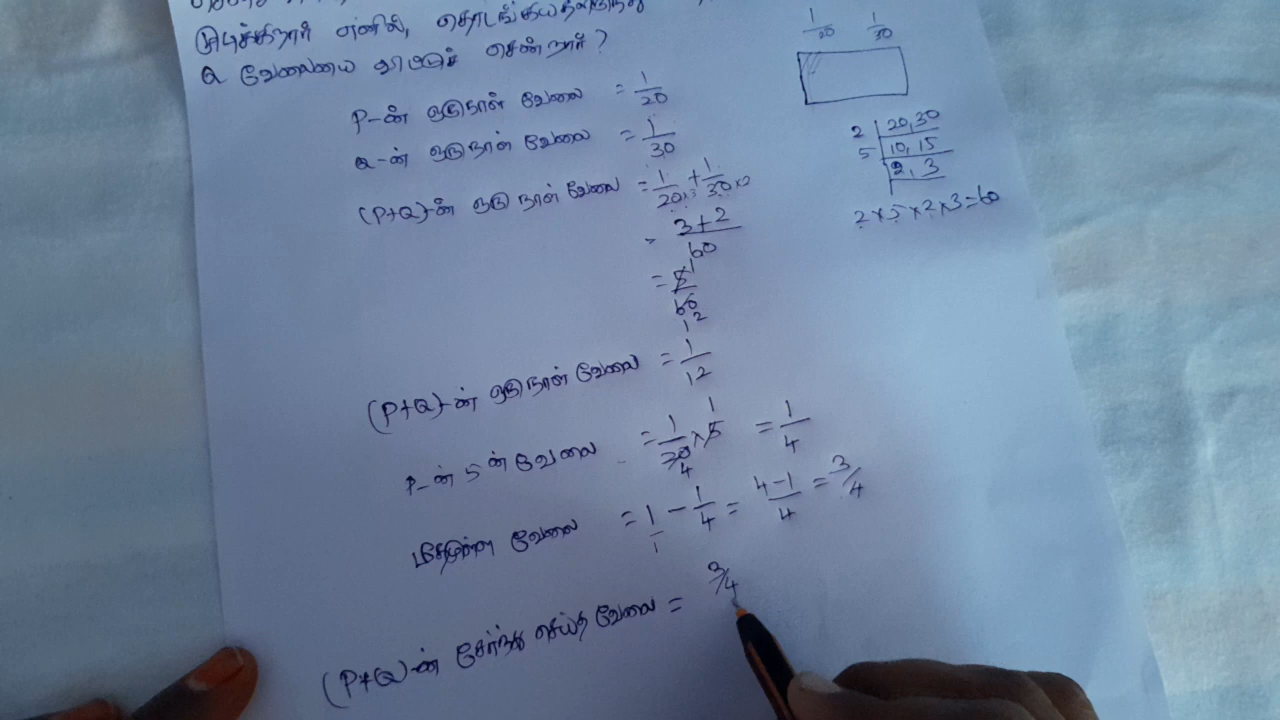 முடிக்கிறார் எனில், தொடங்கியதிலிருந்து
Q வேலையை விட்டுச் சென்றார்?
P-ன் ஒருநாள் வேலை = 1/20
Q-ன் ஒருநாள் வேலை = 1/30
(P+Q)-ன் ஒரு நாள் வேலை = 1/20×3 + 1/30×2
= 3+2/60
= 5/60
(P+Q)-ன் ஒருநாள் வேலை = 1/12
P-ன் 5 ன் வேலை = 1/20 × 5 = 1/4
மீதமுள்ள வேலை = 1/1 - 1/4 = 4-1/4 = 3/4
(P+Q)-ன் சேர்ந்து செய்த வேலை = 3/4
1/20 1/30
2 | 20,30
5 | 10,15
2,3
2×5×2×3=60